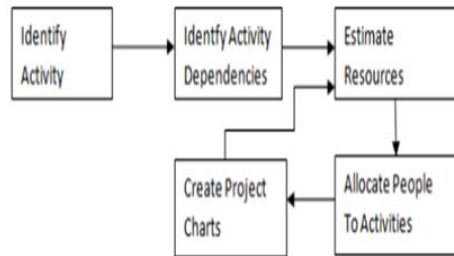 Identify
Activity
Identfy Activity
Dependencies
Estimate
Resources
Create Project
Charts
Allocate People
To Activities